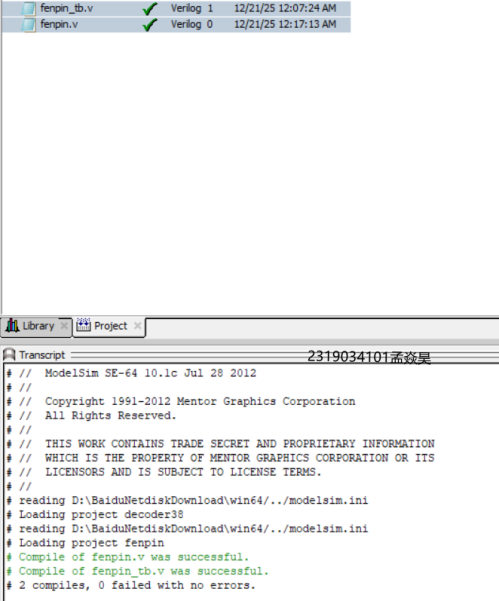 fenpin_tb.v Verilog 1 12/21/25 12:07:24 AM
fenpin.v Verilog 0 12/21/25 12:17:13 AM
Library Project
Transcript 2319034101孟焱昊
# // ModelSim SE-64 10.1c Jul 28 2012
# //
# // Copyright 1991-2012 Mentor Graphics Corporation
# // All Rights Reserved.
# //
# // THIS WORK CONTAINS TRADE SECRET AND PROPRIETARY INFORMATION
# // WHICH IS THE PROPERTY OF MENTOR GRAPHICS CORPORATION OR ITS
# // LICENSORS AND IS SUBJECT TO LICENSE TERMS.
# //
# reading D:\BaiduNetdiskDownload\win64/../modelsim.ini
# Loading project decoder38
# reading D:\BaiduNetdiskDownload\win64/../modelsim.ini
# Loading project fenpin
# Compile of fenpin.v was successful.
# Compile of fenpin_tb.v was successful.
# 2 compiles, 0 failed with no errors.